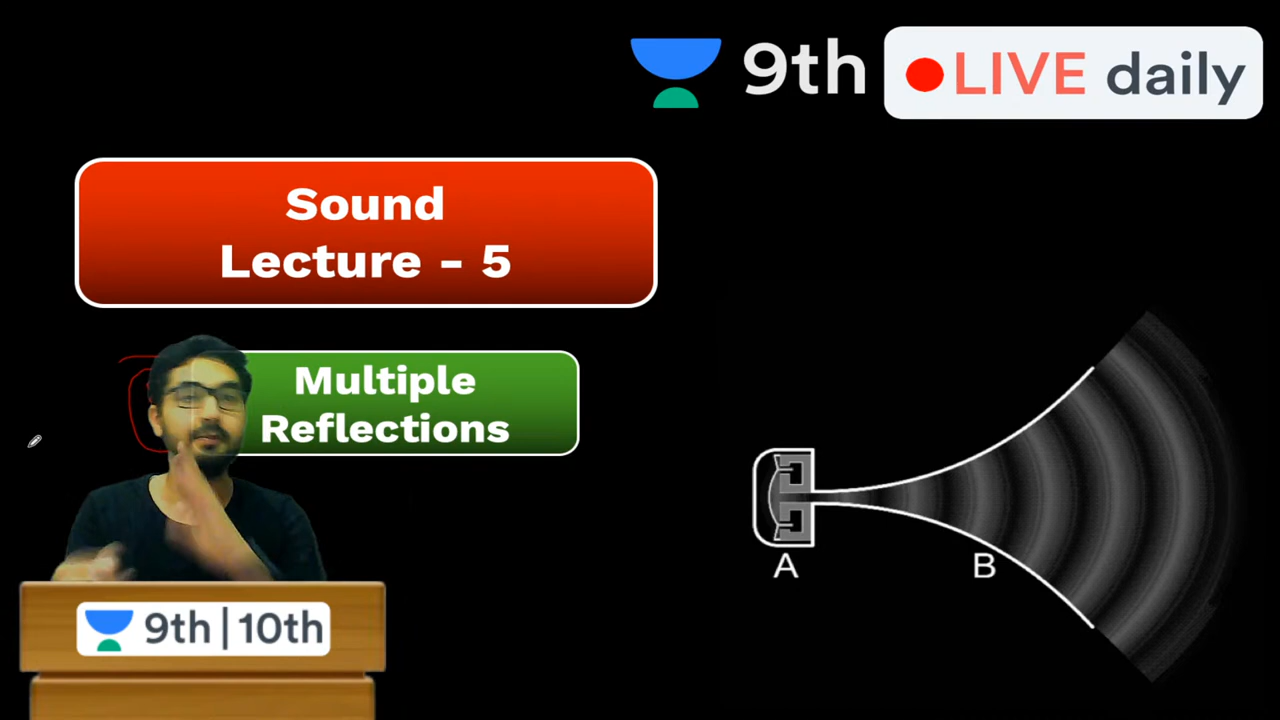 9th LIVE daily
Sound
Lecture - 5
Multiple
Reflections
A
B
9th | 10th